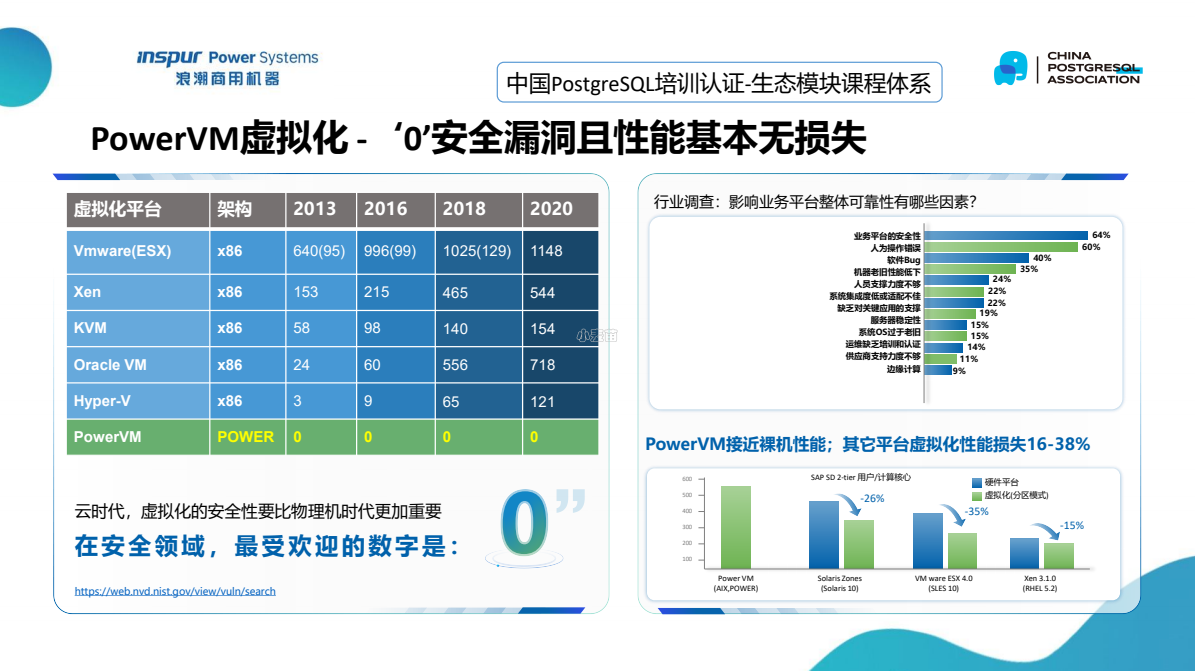 inspur Power Systems
浪潮商用机器
中国PostgreSQL培训认证-生态模块课程体系
CHINA
POSTGRESQL
ASSOCIATION
PowerVM虚拟化 - ‘0’安全漏洞且性能基本无损失
虚拟化平台 架构 2013 2016 2018 2020
Vmware(ESX) x86 640(95) 996(99) 1025(129) 1148
Xen x86 153 215 465 544
KVM x86 58 98 140 154
Oracle VM x86 24 60 556 718
Hyper-V x86 3 9 65 121
PowerVM POWER 0 0 0 0
小麦苗
云时代，虚拟化的安全性要比物理机时代更加重要
在安全领域，最受欢迎的数字是：
0”
https://web.nvd.nist.gov/view/vuln/search
行业调查：影响业务平台整体可靠性有哪些因素?
业务平台的安全性 64%
人为操作错误 60%
软件Bug 40%
机器老旧性能低下 35%
人员支撑力度不够 24%
系统集成度低或适配不佳 22%
缺乏对关键应用的支撑 22%
服务器稳定性 19%
系统OS过于老旧 15%
运维缺乏培训和认证 15%
供应商支持力度不够 14%
边缘计算 11%
9%
PowerVM接近裸机性能；其它平台虚拟化性能损失16-38%
SAP SD 2-tier 用户/计算核心
硬件平台
虚拟化(分区模式)
600
500
400
300
200
100
-26%
-35%
-15%
Power VM
(AIX,POWER)
Solaris Zones
(Solaris 10)
VM ware ESX 4.0
(SLES 10)
Xen 3.1.0
(RHEL 5.2)